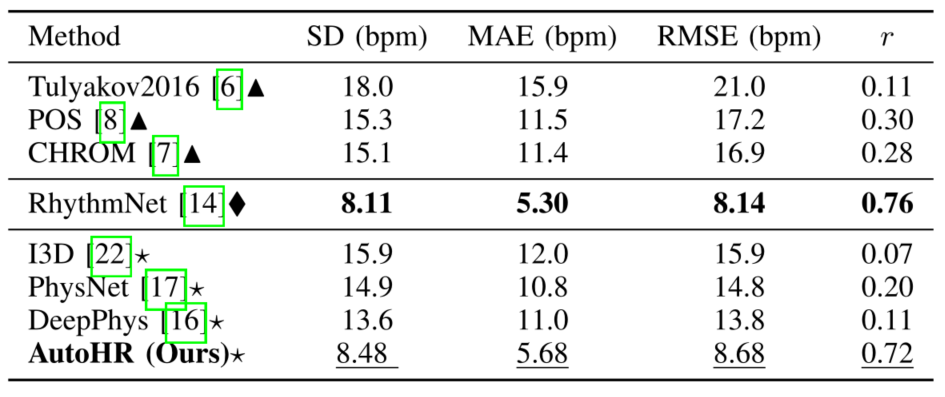 Method SD (bpm) MAE (bpm) RMSE (bpm) r
Tulyakov2016 [6]▲ 18.0 15.9 21.0 0.11
POS [8]▲ 15.3 11.5 17.2 0.30
CHROM [7]▲ 15.1 11.4 16.9 0.28
RhythmNet [14]♦ 8.11 5.30 8.14 0.76
I3D [22]⋆ 15.9 12.0 15.9 0.07
PhysNet [17]⋆ 14.9 10.8 14.8 0.20
DeepPhys [16]⋆ 13.6 11.0 13.8 0.11
AutoHR (Ours)⋆ 8.48 5.68 8.68 0.72